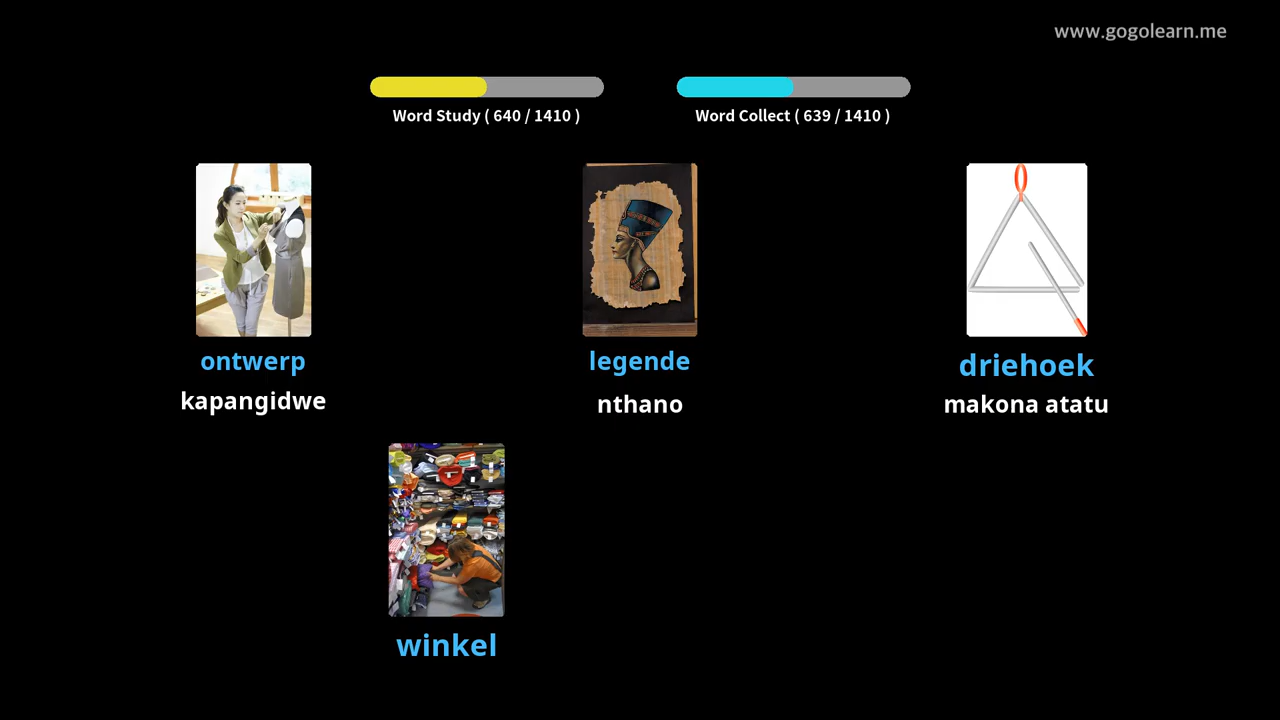 www.gogolearn.me
Word Study ( 640 / 1410 )
Word Collect ( 639 / 1410 )
ontwerp
kapangidwe
legende
nthano
driehoek
makona atatu
winkel